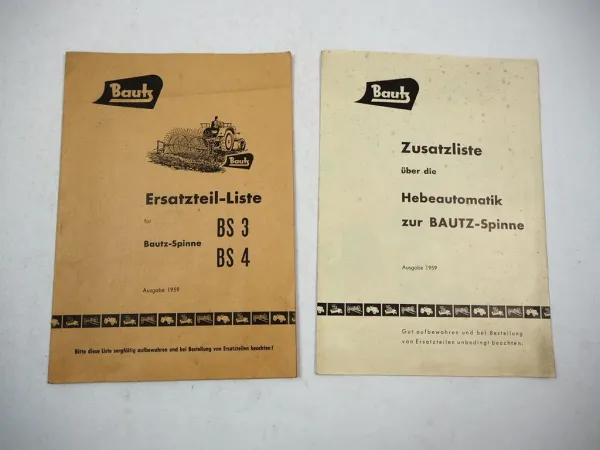 Bautz
Bautz
Ersatzteil-Liste
für
Bautz-Spinne
BS 3
BS 4
Ausgabe 1959
Bitte diese Liste sorgfältig aufbewahren und bei Bestellung von Ersatzteilen beachten!
Bautz
Zusatzliste
über die
Hebeautomatik
zur BAUTZ-Spinne
Ausgabe 1959
Gut aufbewahren und bei Bestellung
von Ersatzteilen unbedingt beachten.